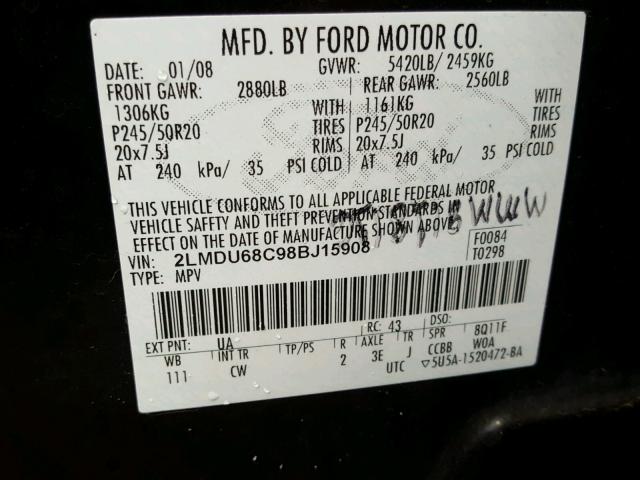 MFD. BY FORD MOTOR CO.
DATE: 01/08 GVWR: 5420LB/ 2459KG
FRONT GAWR: 2880LB REAR GAWR: 2560LB
1306KG WITH 1161KG WITH
P245/50R20 TIRES P245/50R20 TIRES
20x7.5J RIMS 20x7.5J RIMS
AT 240 kPa/ 35 PSI COLD AT 240 kPa/ 35 PSI COLD
THIS VEHICLE CONFORMS TO ALL APPLICABLE FEDERAL MOTOR
VEHICLE SAFETY AND THEFT PREVENTION STANDARDS IN
EFFECT ON THE DATE OF MANUFACTURE SHOWN ABOVE.
VIN: 2LMDU68C98BJ15908 F0084
TYPE: MPV T0298
EXT PNT: UA RC: 43 DSO:
WB INT TR TP/PS R AXLE TR SPR 8Q11F
111 CW 2 3E J CCBB W0A
UTC ▽5U5A-1520472-BA